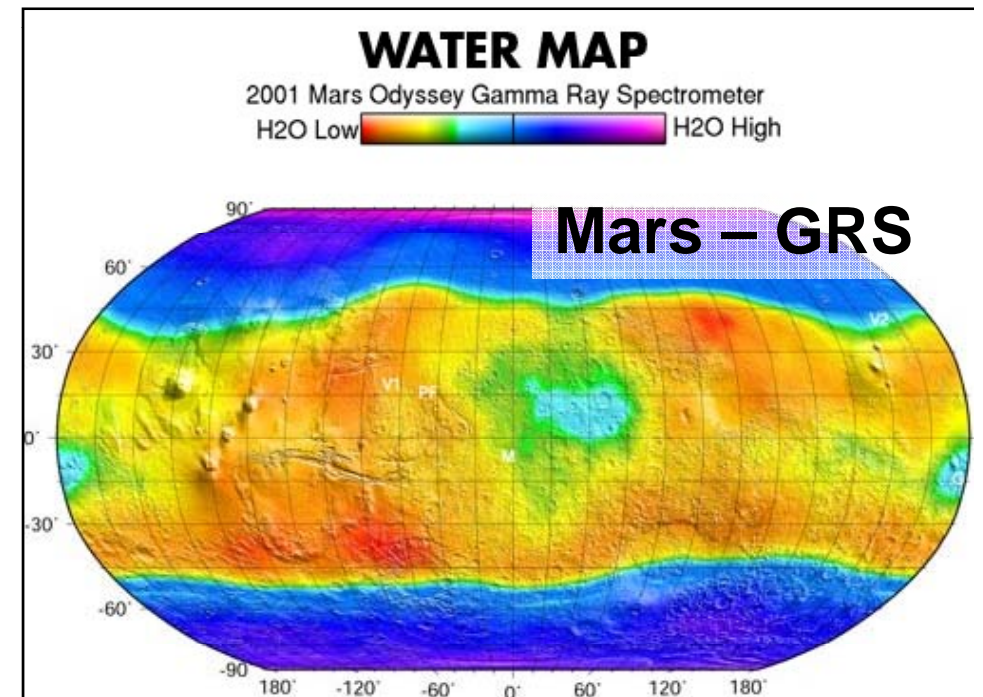 WATER MAP
2001 Mars Odyssey Gamma Ray Spectrometer
H2O Low H2O High
Mars – GRS
90°
60°
V2
30°
V1 PF
0°
M
-30°
-60°
-90
180° -120° -60° 0° 60° 120° 180°